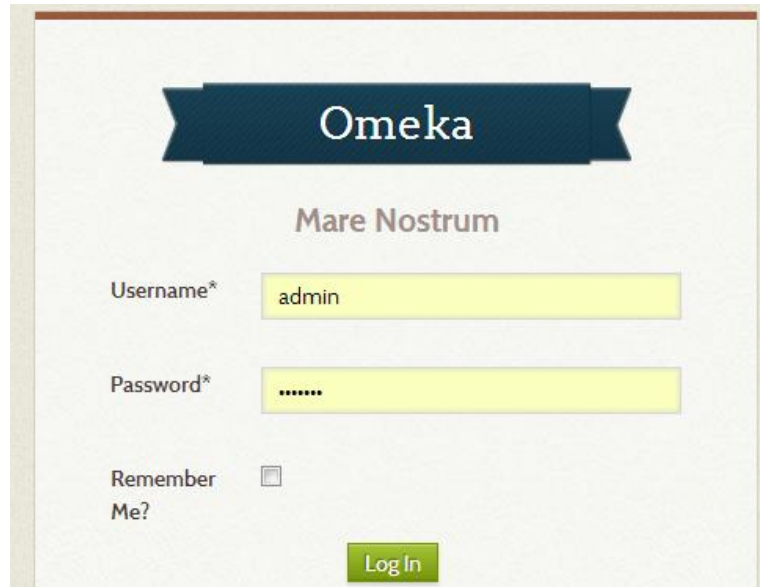 Omeka
Mare Nostrum
Username*
admin
Password*
•••••••
Remember
Me?
Log In